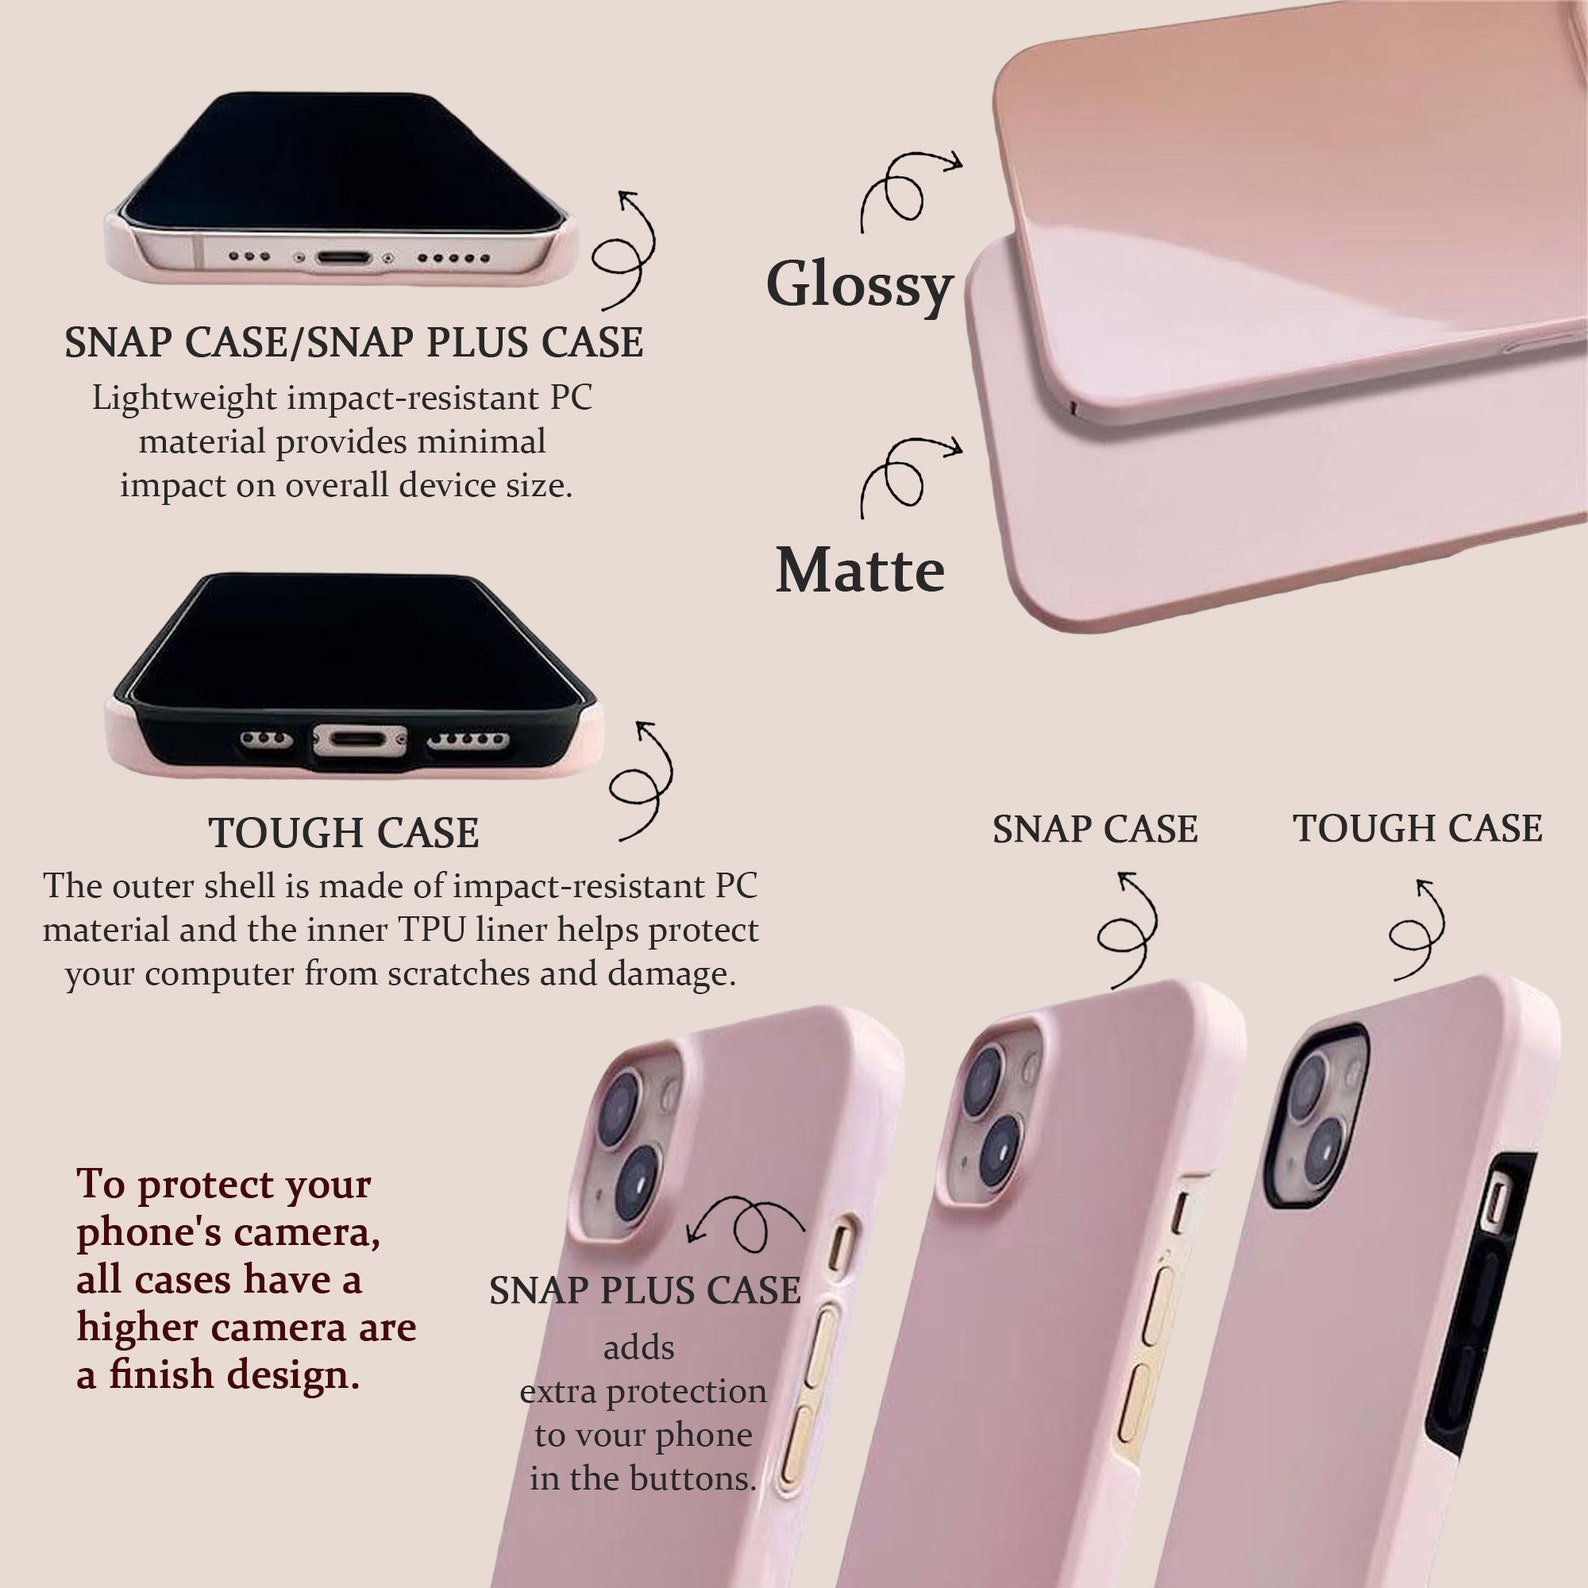 Glossy
SNAP CASE/SNAP PLUS CASE
Lightweight impact-resistant PC
material provides minimal
impact on overall device size.
Matte
TOUGH CASE
The outer shell is made of impact-resistant PC
material and the inner TPU liner helps protect
your computer from scratches and damage.
SNAP CASE
TOUGH CASE
To protect your
phone's camera,
all cases have a
higher camera are
a finish design.
SNAP PLUS CASE
adds
extra protection
to vour phone
in the buttons.